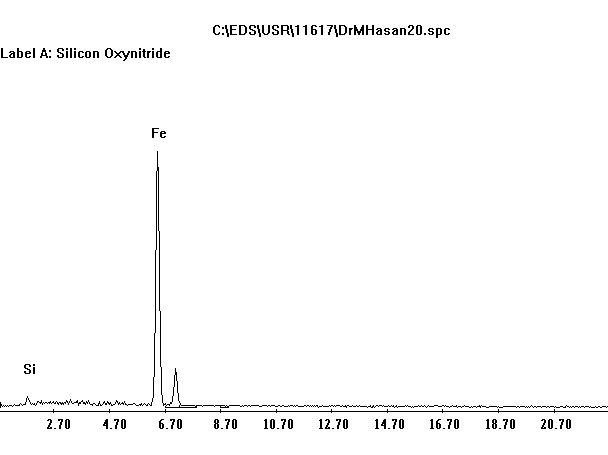 C:\EDS\USR\11617\DrMHasan20.spc
Label A: Silicon Oxynitride
Fe
Si
2.70 4.70 6.70 8.70 10.70 12.70 14.70 16.70 18.70 20.70